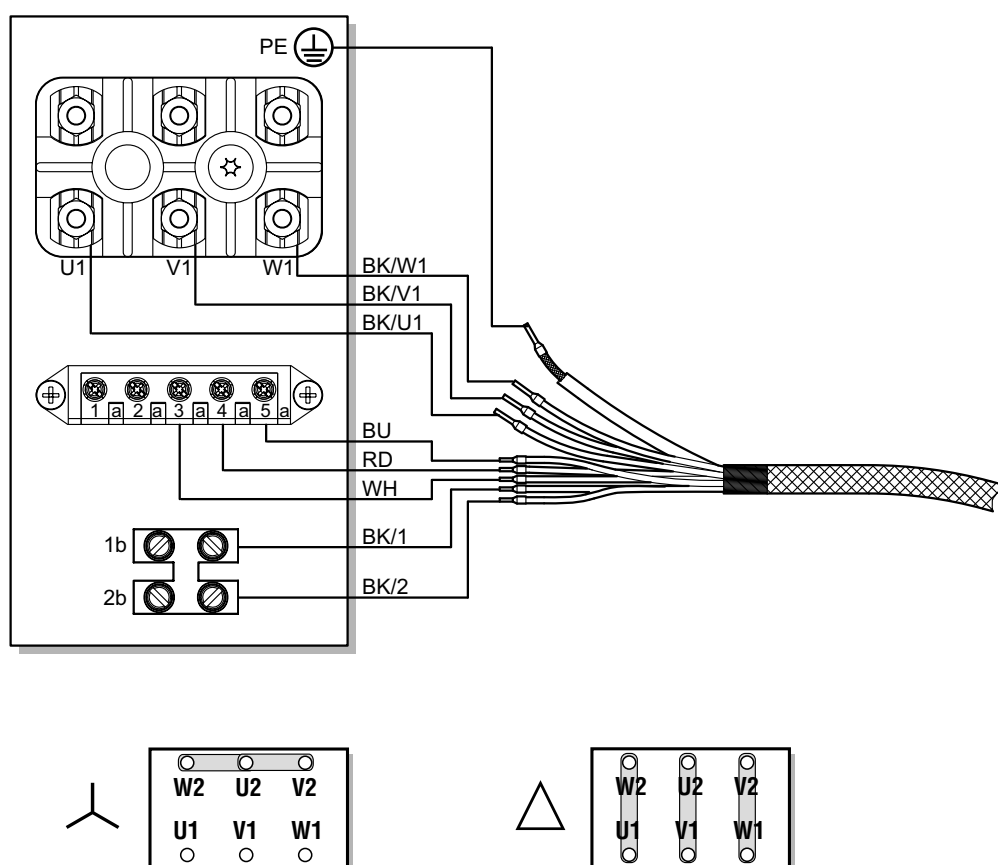 PE
U1 V1 W1
BK/W1
BK/V1
BK/U1
1 a 2 a 3 a 4 a 5 a
BU
RD
WH
1b
BK/1
2b
BK/2
W2 U2 V2
U1 V1 W1
W2 U2 V2
U1 V1 W1